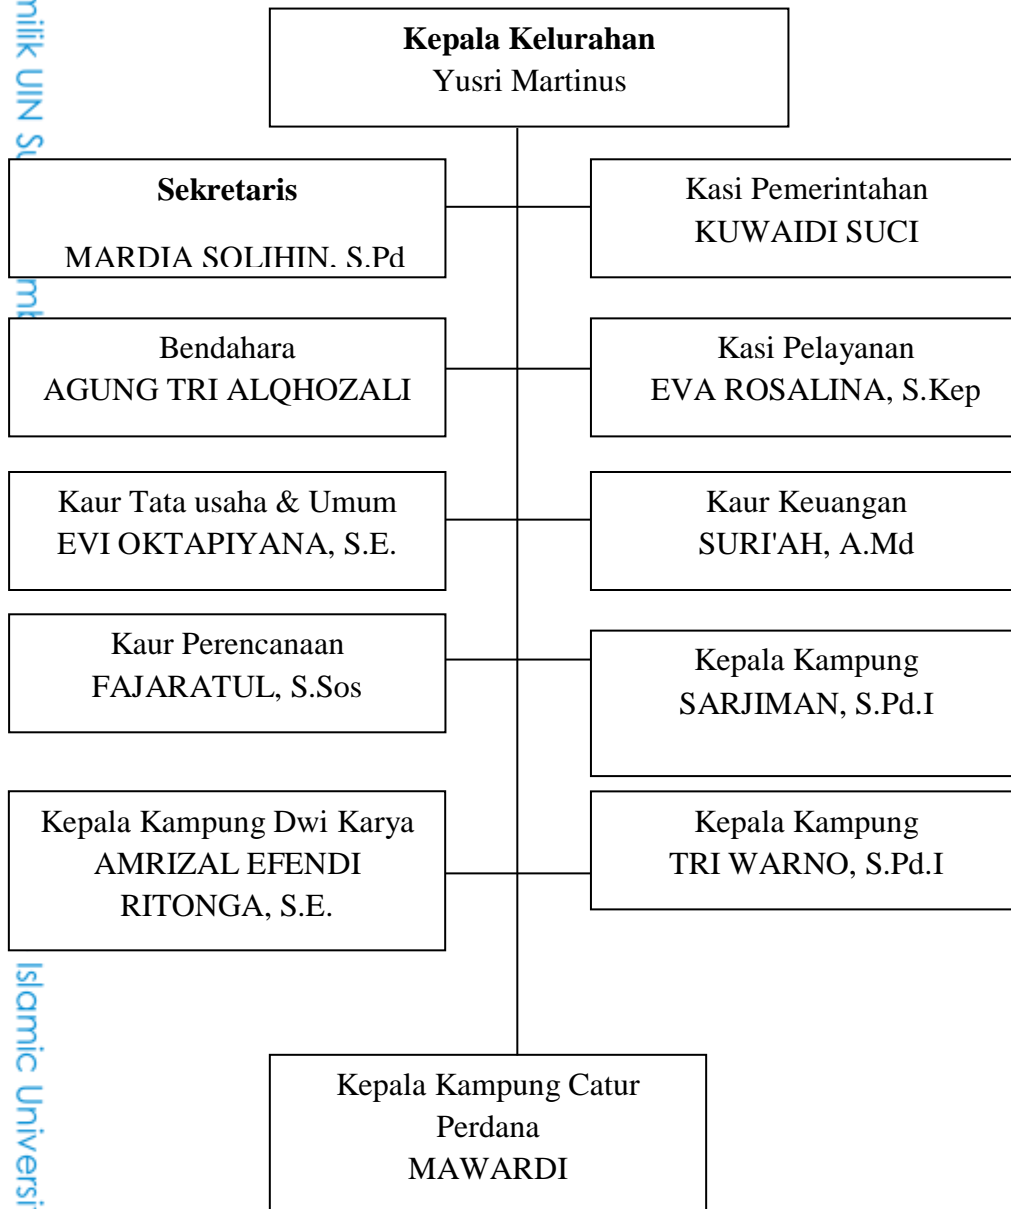 Kepala Kelurahan
Yusri Martinus
Sekretaris
MARDIA SOLIHIN, S.Pd
Kasi Pemerintahan
KUWAIDI SUCI
Bendahara
AGUNG TRI ALQHOZALI
Kasi Pelayanan
EVA ROSALINA, S.Kep
Kaur Tata usaha & Umum
EVI OKTAPIYANA, S.E.
Kaur Keuangan
SURI'AH, A.Md
Kaur Perencanaan
FAJARATUL, S.Sos
Kepala Kampung
SARJIMAN, S.Pd.I
Kepala Kampung Dwi Karya
AMRIZAL EFENDI
RITONGA, S.E.
Kepala Kampung
TRI WARNO, S.Pd.I
Kepala Kampung Catur
Perdana
MAWARDI
milik UIN
Islamic